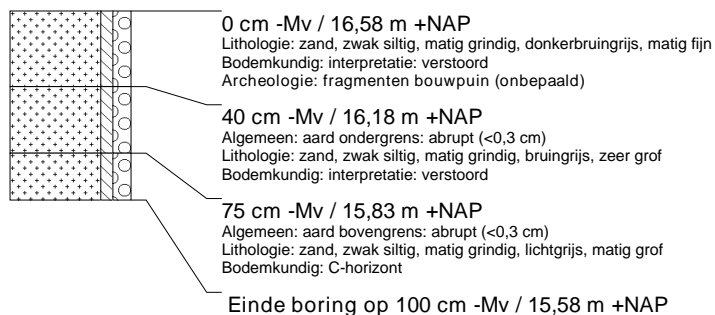 0 cm -Mv / 16,58 m +NAP
Lithologie: zand, zwak siltig, matig grindig, donkerbruingrijs, matig fijn
Bodemkundig: interpretatie: verstoord
Archeologie: fragmenten bouwpuin (onbepaald)
40 cm -Mv / 16,18 m +NAP
Algemeen: aard ondergrens: abrupt (<0,3 cm)
Lithologie: zand, zwak siltig, matig grindig, bruingrijs, zeer grof
Bodemkundig: interpretatie: verstoord
75 cm -Mv / 15,83 m +NAP
Algemeen: aard bovengrens: abrupt (<0,3 cm)
Lithologie: zand, zwak siltig, matig grindig, lichtgrijs, matig grof
Bodemkundig: C-horizont
Einde boring op 100 cm -Mv / 15,58 m +NAP